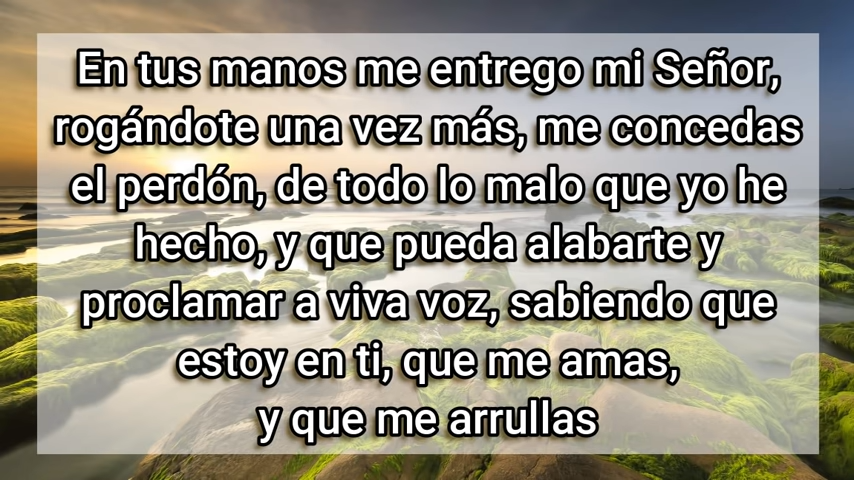 En tus manos me entrego mi Señor,
rogándote una vez más, me concedas
el perdón, de todo lo malo que yo he
hecho, y que pueda alabarte y
proclamar a viva voz, sabiendo que
estoy en ti, que me amas,
y que me arrullas